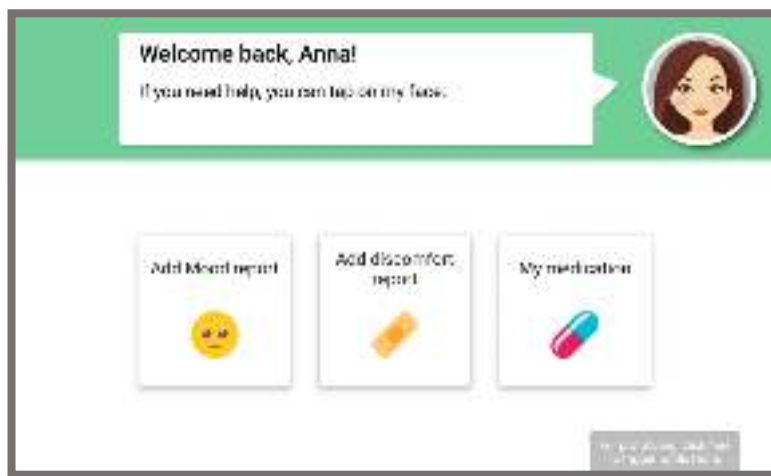 Welcome back, Anna!
If you need help, you can tap on my face.
Add Mood report
Add discomfort
report
My medication